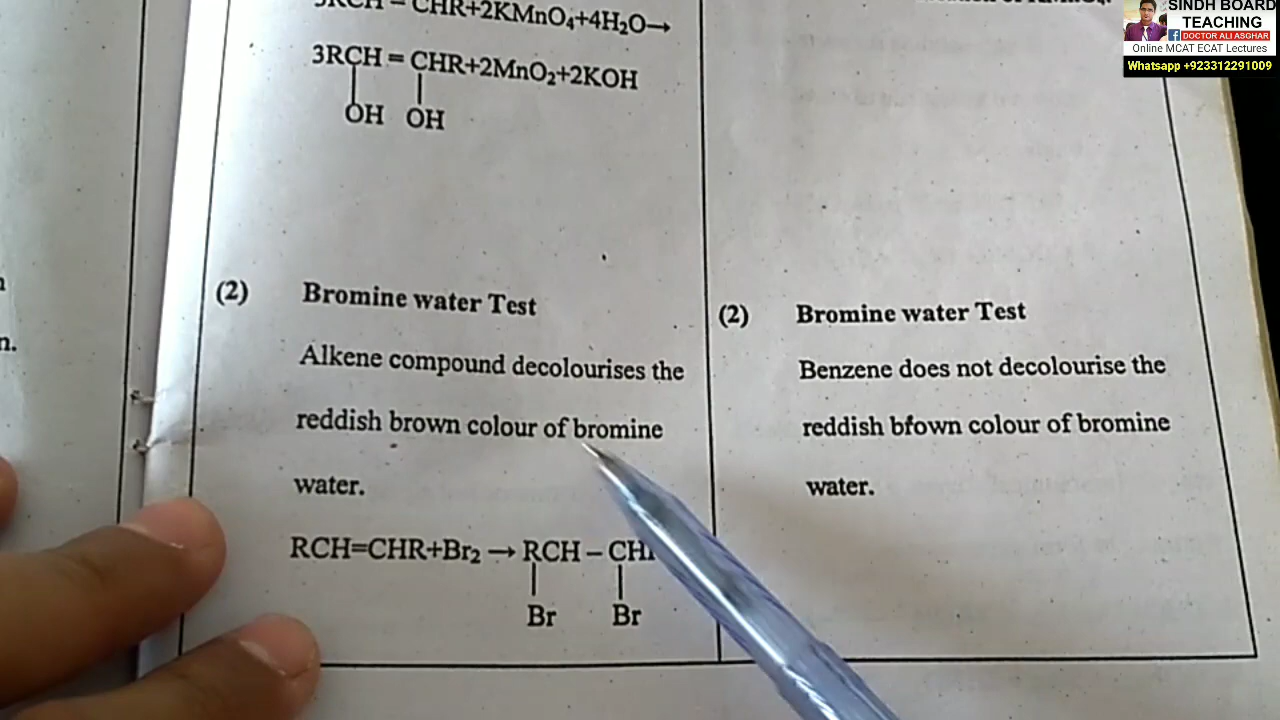 SINDH BOARD
TEACHING
DOCTOR ALI ASGHAR
Online MCAT ECAT Lectures
Whatsapp +923312291009
CHR+2KMnO₄+4H₂O→
3RCH = CHR+2MnO₂+2KOH
OH OH
(2) Bromine water Test
Alkene compound decolourises the
reddish brown colour of bromine
water.
RCH=CHR+Br₂ → RCH – CH
Br Br
(2) Bromine water Test
Benzene does not decolourise the
reddish bfown colour of bromine
water.
n.